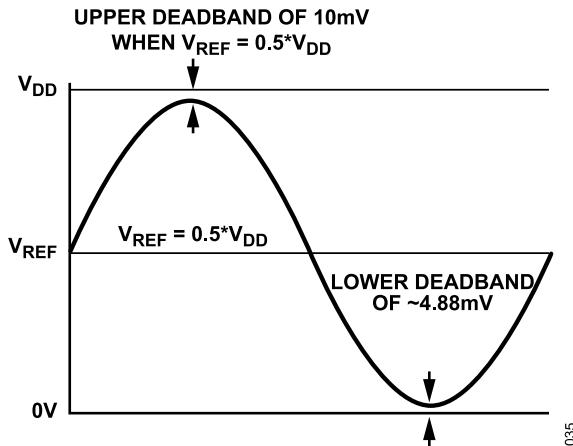 UPPER DEADBAND OF 10mV
WHEN VREF = 0.5*VDD
VDD
VREF
VREF = 0.5*VDD
LOWER DEADBAND
OF ~4.88mV
0V
035